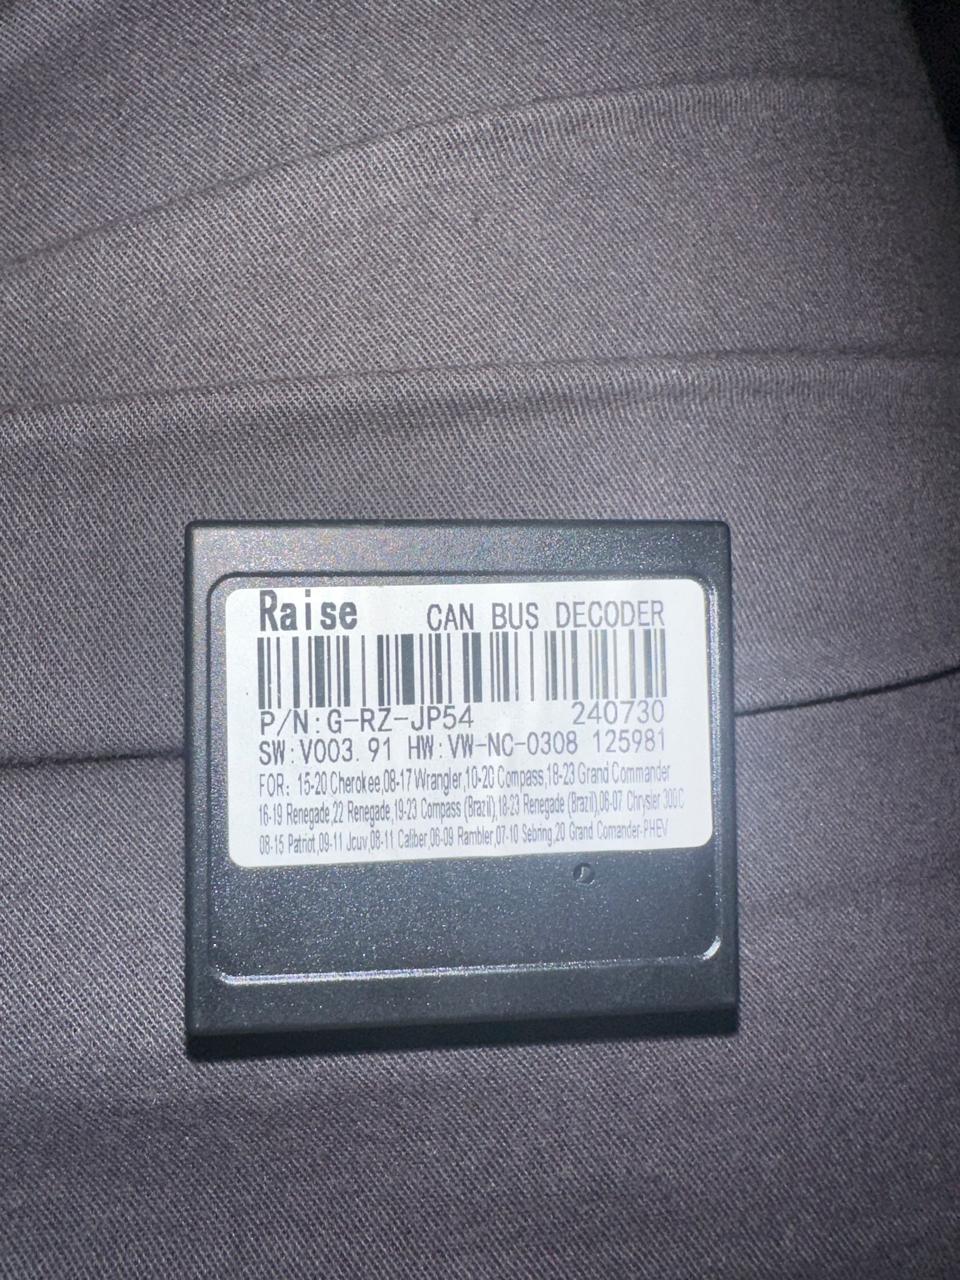 Raise CAN BUS DECODER
P/N:G-RZ-JP54 240730
SW:V003.91 HW:VW-NC-0308 125981
FOR: 15-20 Cherokee,08-17 Wrangler,10-20 Compass,18-23 Grand Commander
16-19 Renegade,22 Renegade,19-23 Compass (Brazil),18-23 Renegade (Brazil),06-07 Chrysler 300C
08-15 Patriot,09-11 Jcuv,08-11 Caliber,06-09 Rambler,07-10 Sebring,20 Grand Comander-PHEV